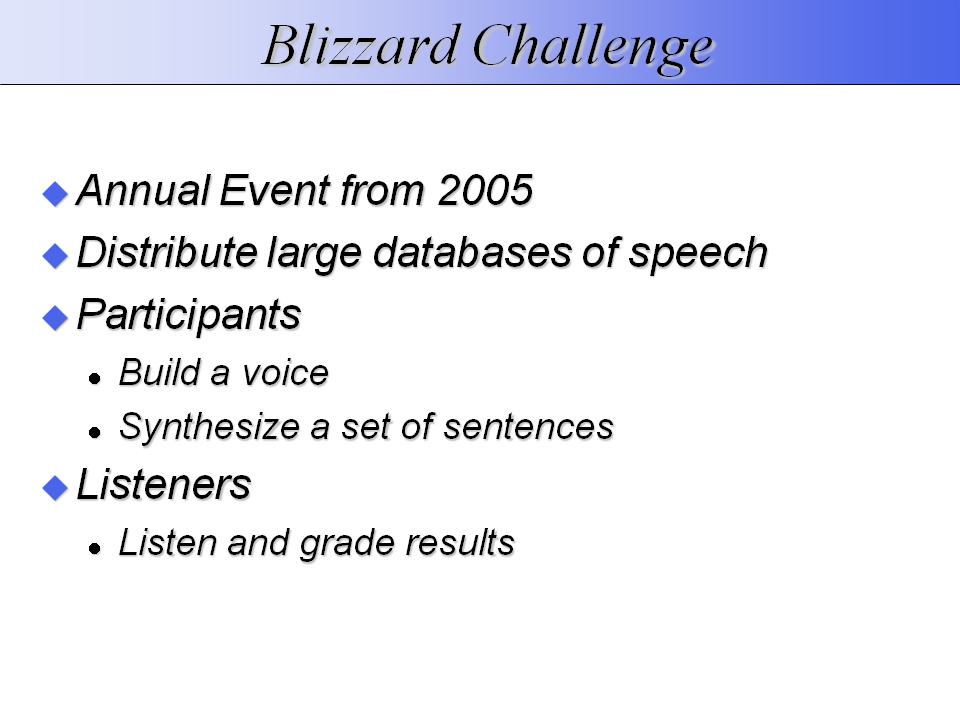 Blizzard Challenge
Annual Event from 2005
Distribute large databases of speech
Participants
Build a voice
Synthesize a set of sentences
Listeners
Listen and grade results